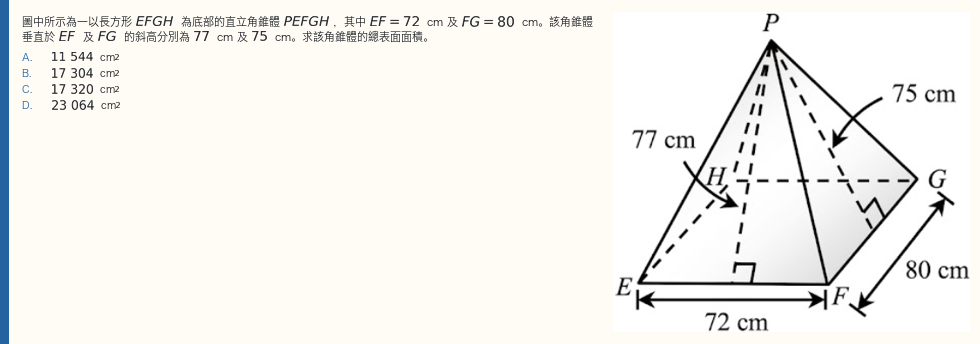 圖中所示為一以長方形 EFGH 為底部的直立角錐體 PEFGH﹐其中 EF = 72 cm 及 FG = 80 cm。該角錐體
垂直於 EF 及 FG 的斜高分別為 77 cm 及 75 cm。求該角錐體的總表面面積。
A. 11 544 cm2
B. 17 304 cm2
C. 17 320 cm2
D. 23 064 cm2
P
75 cm
77 cm
H
G
80 cm
E
F
72 cm